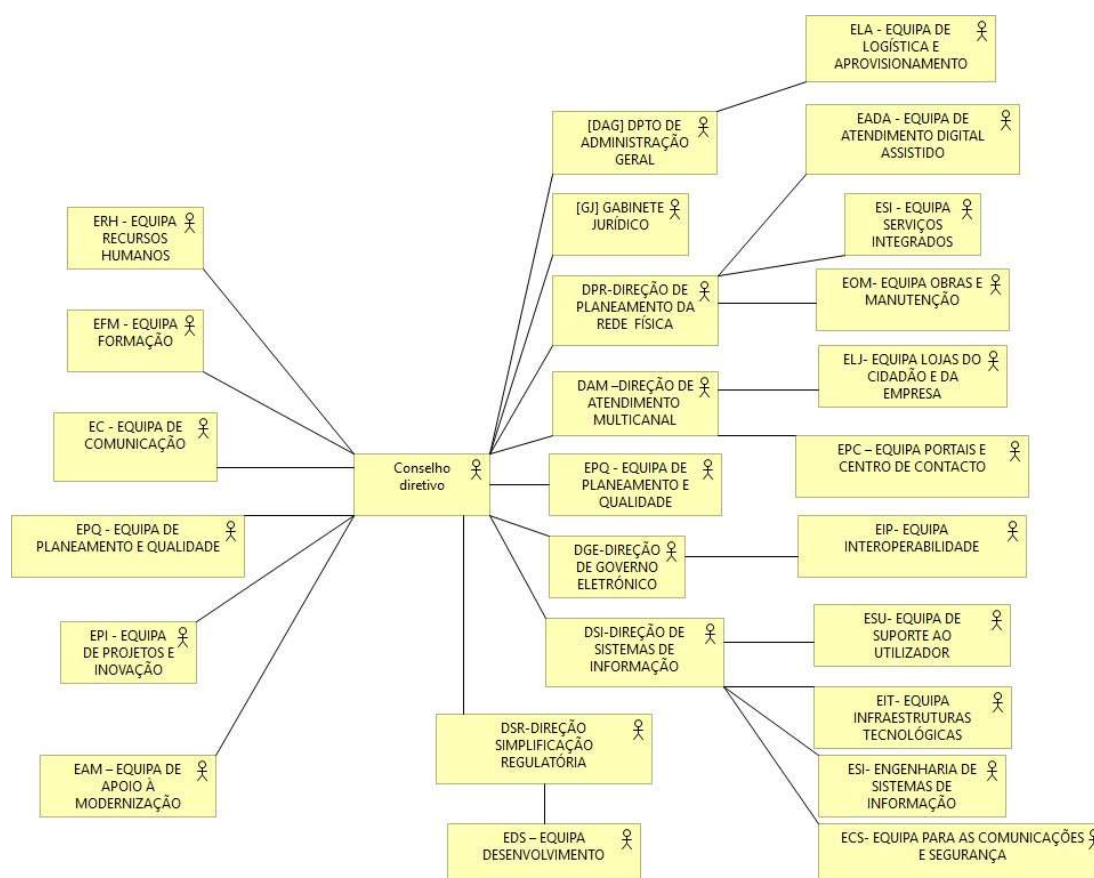 ELA - EQUIPA DE
LOGÍSTICA E
APROVISIONAMENTO
[DAG] DPTO DE
ADMINISTRAÇÃO
GERAL
EADA - EQUIPA DE
ATENDIMENTO DIGITAL
ASSISTIDO
ERH - EQUIPA
RECURSOS
HUMANOS
[GJ] GABINETE
JURÍDICO
ESI - EQUIPA
SERVIÇOS
INTEGRADOS
DPR-DIREÇÃO DE
PLANEAMENTO DA
REDE FÍSICA
EOM- EQUIPA OBRAS E
MANUTENÇÃO
EFM - EQUIPA
FORMAÇÃO
ELJ- EQUIPA LOJAS DO
CIDADÃO E DA
EMPRESA
DAM –DIREÇÃO DE
ATENDIMENTO
MULTICANAL
EC - EQUIPA DE
COMUNICAÇÃO
EPC – EQUIPA PORTAIS E
CENTRO DE CONTACTO
Conselho
diretivo
EPQ - EQUIPA DE
PLANEAMENTO E
QUALIDADE
EPQ - EQUIPA DE
PLANEAMENTO E QUALIDADE
EIP- EQUIPA
INTEROPERABILIDADE
DGE-DIREÇÃO
DE GOVERNO
ELETRÓNICO
EPI - EQUIPA
DE PROJETOS E
INOVAÇÃO
DSI-DIREÇÃO DE
SISTEMAS DE
INFORMAÇÃO
ESU- EQUIPA DE
SUPORTE AO
UTILIZADOR
EIT- EQUIPA
INFRAESTRUTURAS
TECNOLÓGICAS
DSR-DIREÇÃO
SIMPLIFICAÇÃO
REGULATÓRIA
EAM – EQUIPA DE
APOIO À
MODERNIZAÇÃO
ESI- ENGENHARIA DE
SISTEMAS DE
INFORMAÇÃO
EDS – EQUIPA
DESENVOLVIMENTO
ECS- EQUIPA PARA AS COMUNICAÇÕES
E SEGURANÇA